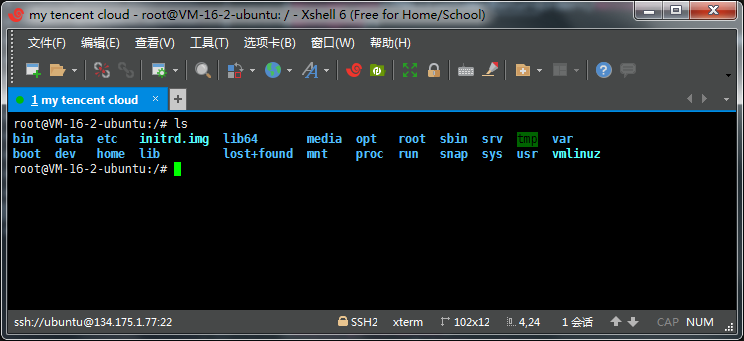 my tencent cloud - root@VM-16-2-ubuntu: / - Xshell 6 (Free for Home/School)
文件(F) 编辑(E) 查看(V) 工具(T) 选项卡(B) 窗口(W) 帮助(H)
1 my tencent cloud
root@VM-16-2-ubuntu:/# ls
bin data etc initrd.img lib64 media opt root sbin srv tmp var
boot dev home lib lost+found mnt proc run snap sys usr vmlinuz
root@VM-16-2-ubuntu:/#
ssh://ubuntu@134.175.1.77:22 SSH2 xterm 102x12 4,24 1 会话 CAP NUM